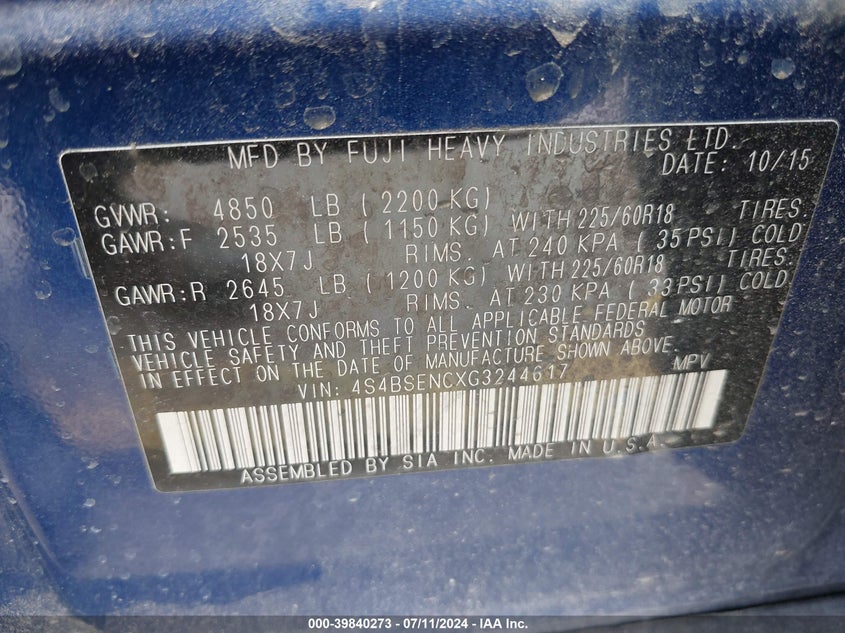 MFD BY FUJI HEAVY INDUSTRIES LTD.
DATE: 10/15
GVWR: 4850 LB ( 2200 KG)
GAWR:F 2535 LB ( 1150 KG) WITH 225/60R18 TIRES.
18X7J RIMS. AT 240 KPA ( 35 PSI) COLD
GAWR:R 2645 LB ( 1200 KG) WITH 225/60R18 TIRES.
18X7J RIMS. AT 230 KPA ( 33 PSI) COLD
THIS VEHICLE CONFORMS TO ALL APPLICABLE FEDERAL MOTOR
VEHICLE SAFETY AND THEFT PREVENTION STANDARDS
IN EFFECT ON THE DATE OF MANUFACTURE SHOWN ABOVE.
VIN: 4S4BSENCXG3244617 MPV
ASSEMBLED BY SIA INC. MADE IN U.S.A.
000-39840273 - 07/11/2024 - IAA Inc.